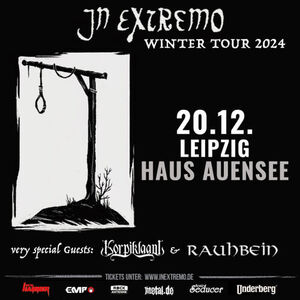 IN EXTREMO
WINTER TOUR 2024
20.12.
LEIPZIG
HAUS AUENSEE
very special Guests: Korpiklaani & RAUHBEIN
TICKETS UNTER: WWW.INEXTREMO.DE
EMP
metal.de
Underberg